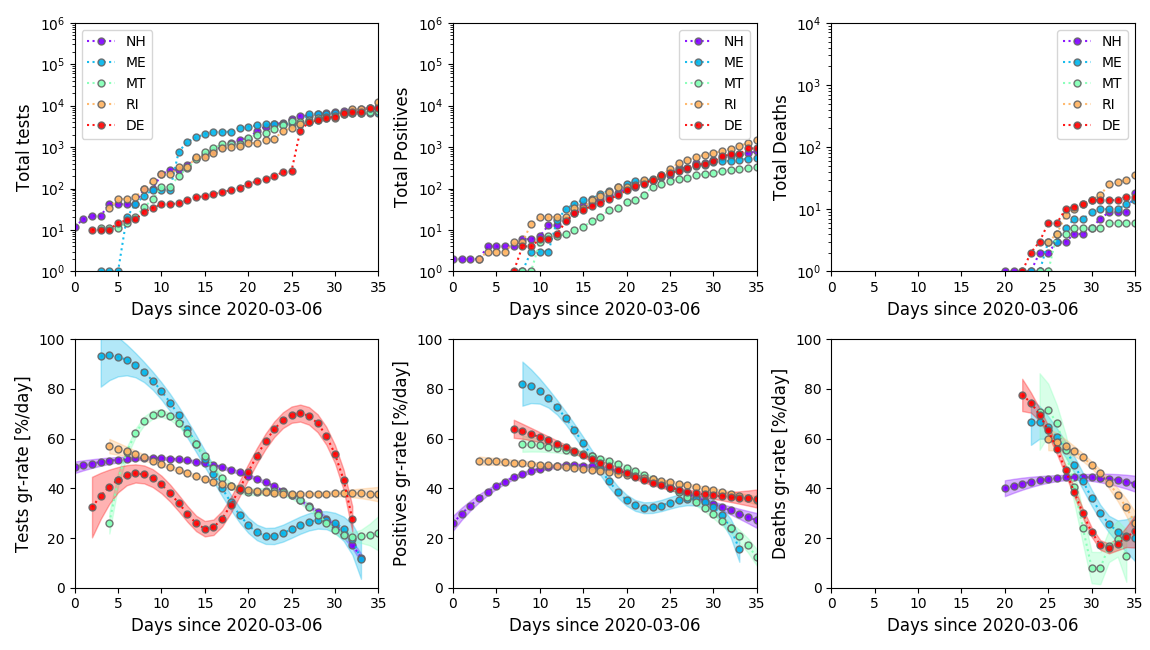 Total tests
10^6
10^5
10^4
10^3
10^2
10^1
10^0
NH
ME
MT
RI
DE
0 5 10 15 20 25 30 35
Days since 2020-03-06
Total Positives
10^6
10^5
10^4
10^3
10^2
10^1
10^0
NH
ME
MT
RI
DE
0 5 10 15 20 25 30 35
Days since 2020-03-06
Total Deaths
10^4
10^3
10^2
10^1
10^0
NH
ME
MT
RI
DE
0 5 10 15 20 25 30 35
Days since 2020-03-06
Tests gr-rate [%/day]
100
80
60
40
20
0
0 5 10 15 20 25 30 35
Days since 2020-03-06
Positives gr-rate [%/day]
100
80
60
40
20
0
0 5 10 15 20 25 30 35
Days since 2020-03-06
Deaths gr-rate [%/day]
100
80
60
40
20
0
0 5 10 15 20 25 30 35
Days since 2020-03-06